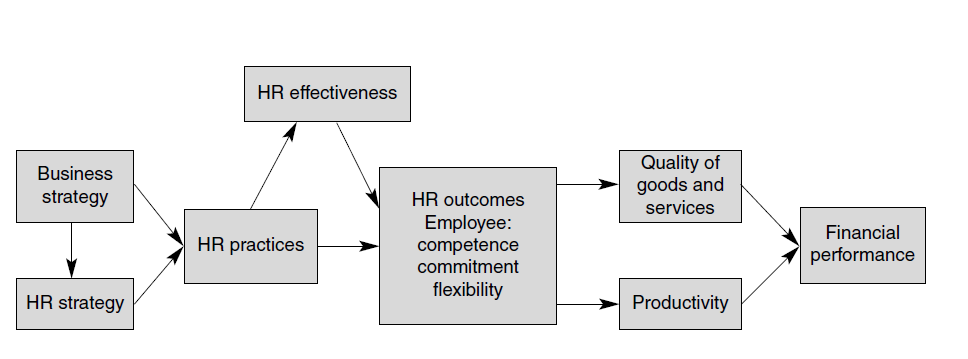 HR effectiveness
Business
strategy
HR strategy
HR practices
HR outcomes
Employee:
competence
commitment
flexibility
Quality of
goods and
services
Productivity
Financial
performance